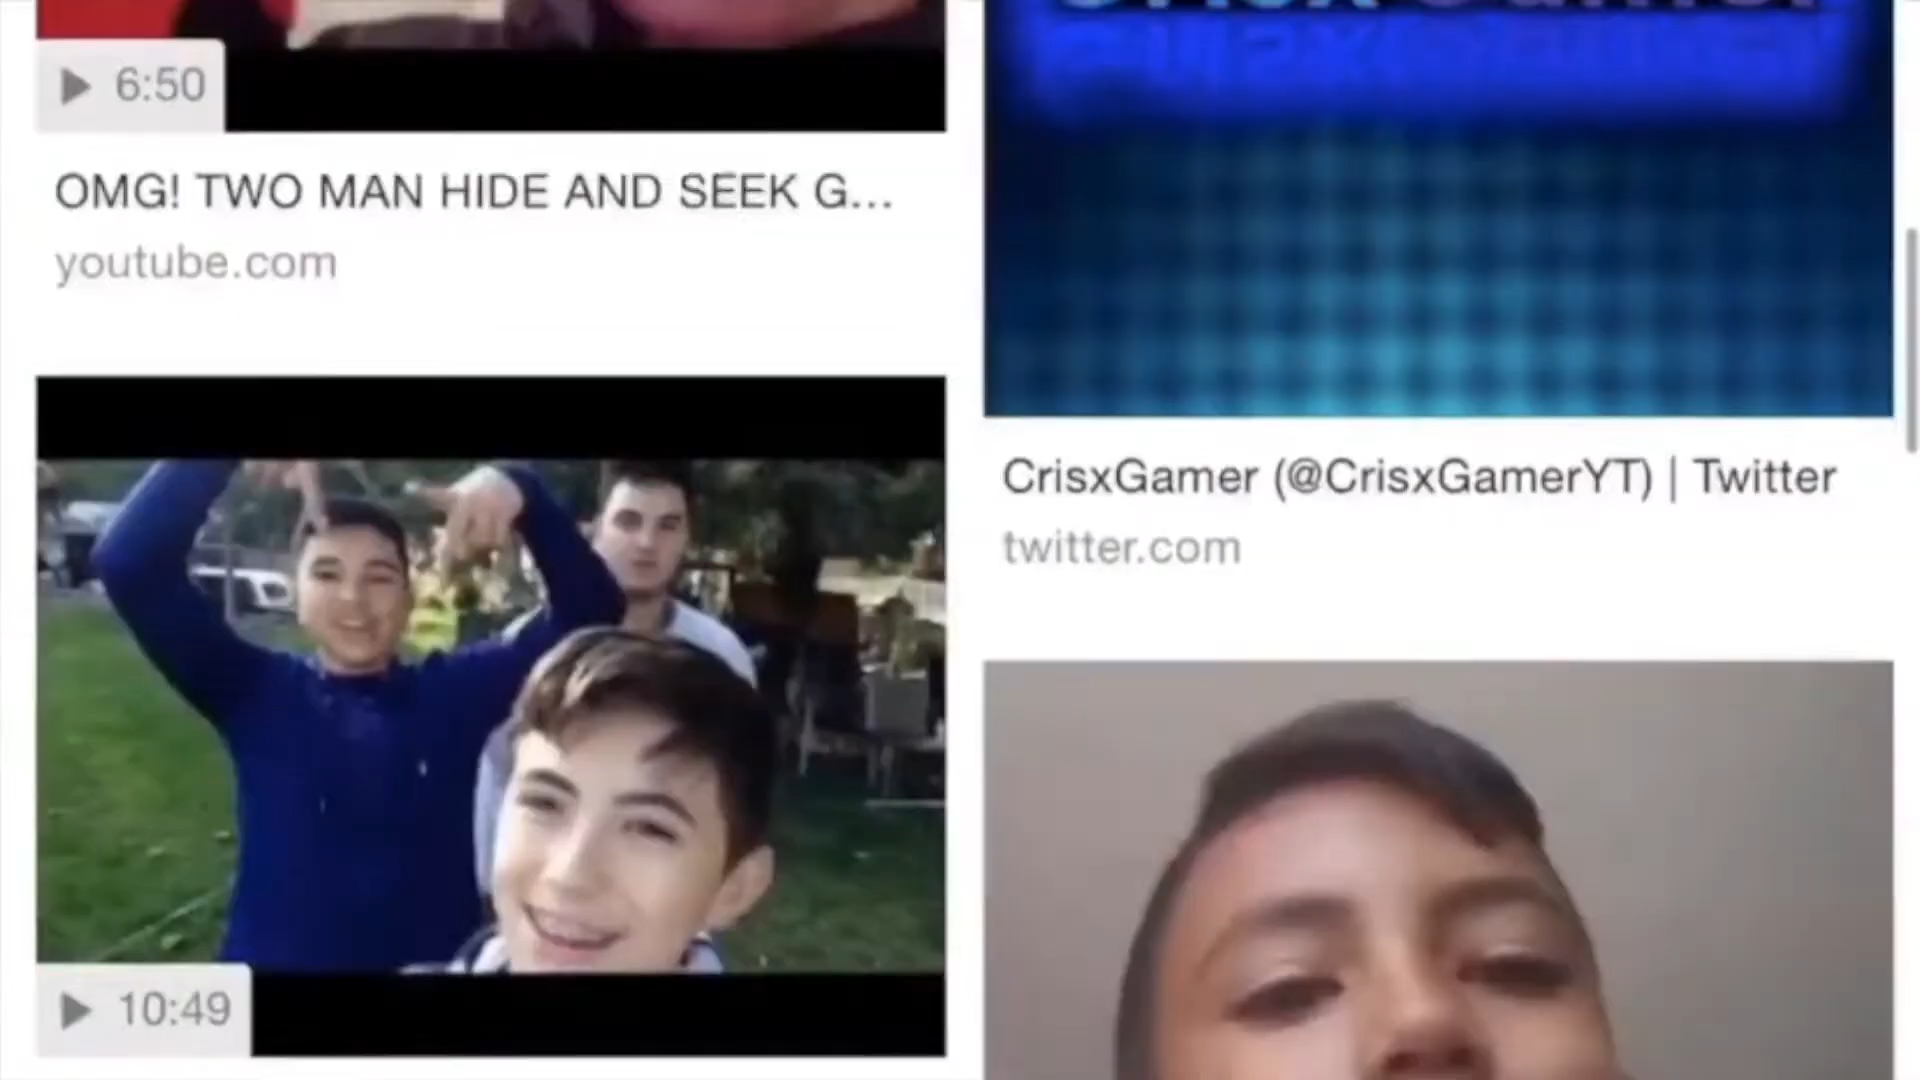 6:50
OMG! TWO MAN HIDE AND SEEK G...
youtube.com
CrisxGamer (@CrisxGamerYT) | Twitter
twitter.com
10:49